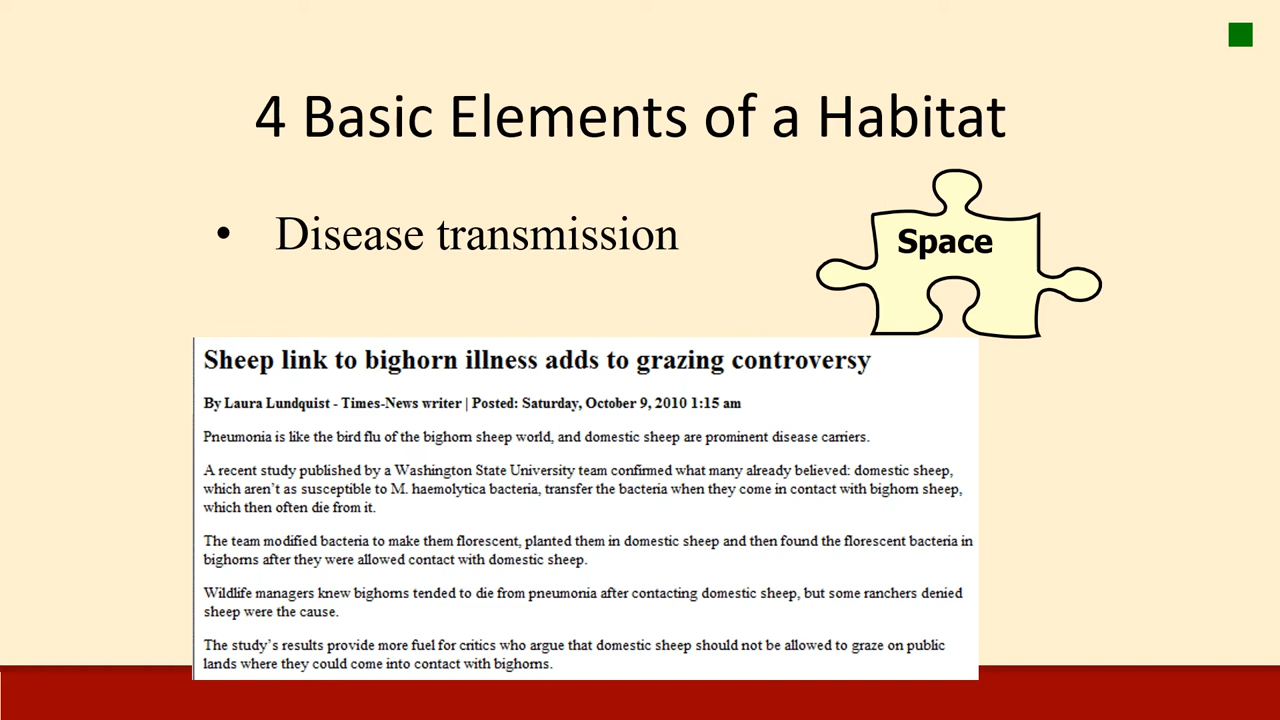 4 Basic Elements of a Habitat
• Disease transmission
Space
Sheep link to bighorn illness adds to grazing controversy
By Laura Lundquist - Times-News writer | Posted: Saturday, October 9, 2010 1:15 am
Pneumonia is like the bird flu of the bighorn sheep world, and domestic sheep are prominent disease carriers.
A recent study published by a Washington State University team confirmed what many already believed: domestic sheep,
which aren't as susceptible to M. haemolytica bacteria, transfer the bacteria when they come in contact with bighorn sheep,
which then often die from it.
The team modified bacteria to make them florescent, planted them in domestic sheep and then found the florescent bacteria in
bighorns after they were allowed contact with domestic sheep.
Wildlife managers knew bighorns tended to die from pneumonia after contacting domestic sheep, but some ranchers denied
sheep were the cause.
The study's results provide more fuel for critics who argue that domestic sheep should not be allowed to graze on public
lands where they could come into contact with bighorns.